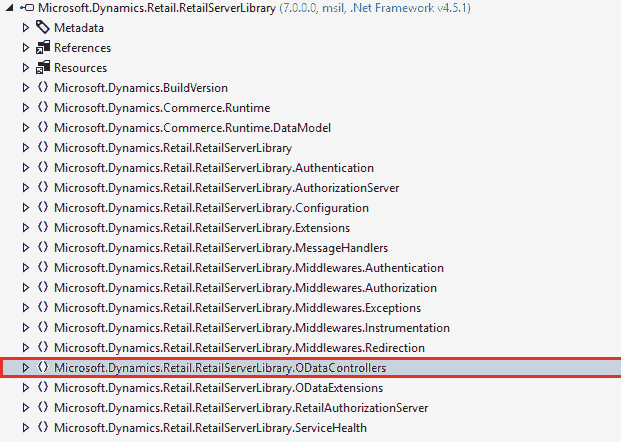 Microsoft.Dynamics.Retail.RetailServerLibrary (7.0.0.0, msil, .Net Framework v4.5.1)
Metadata
References
Resources
Microsoft.Dynamics.BuildVersion
Microsoft.Dynamics.Commerce.Runtime
Microsoft.Dynamics.Commerce.Runtime.DataModel
Microsoft.Dynamics.Retail.RetailServerLibrary
Microsoft.Dynamics.Retail.RetailServerLibrary.Authentication
Microsoft.Dynamics.Retail.RetailServerLibrary.AuthorizationServer
Microsoft.Dynamics.Retail.RetailServerLibrary.Configuration
Microsoft.Dynamics.Retail.RetailServerLibrary.Extensions
Microsoft.Dynamics.Retail.RetailServerLibrary.MessageHandlers
Microsoft.Dynamics.Retail.RetailServerLibrary.Middlewares.Authentication
Microsoft.Dynamics.Retail.RetailServerLibrary.Middlewares.Authorization
Microsoft.Dynamics.Retail.RetailServerLibrary.Middlewares.Exceptions
Microsoft.Dynamics.Retail.RetailServerLibrary.Middlewares.Instrumentation
Microsoft.Dynamics.Retail.RetailServerLibrary.Middlewares.Redirection
Microsoft.Dynamics.Retail.RetailServerLibrary.ODataControllers
Microsoft.Dynamics.Retail.RetailServerLibrary.ODataExtensions
Microsoft.Dynamics.Retail.RetailServerLibrary.RetailAuthorizationServer
Microsoft.Dynamics.Retail.RetailServerLibrary.ServiceHealth